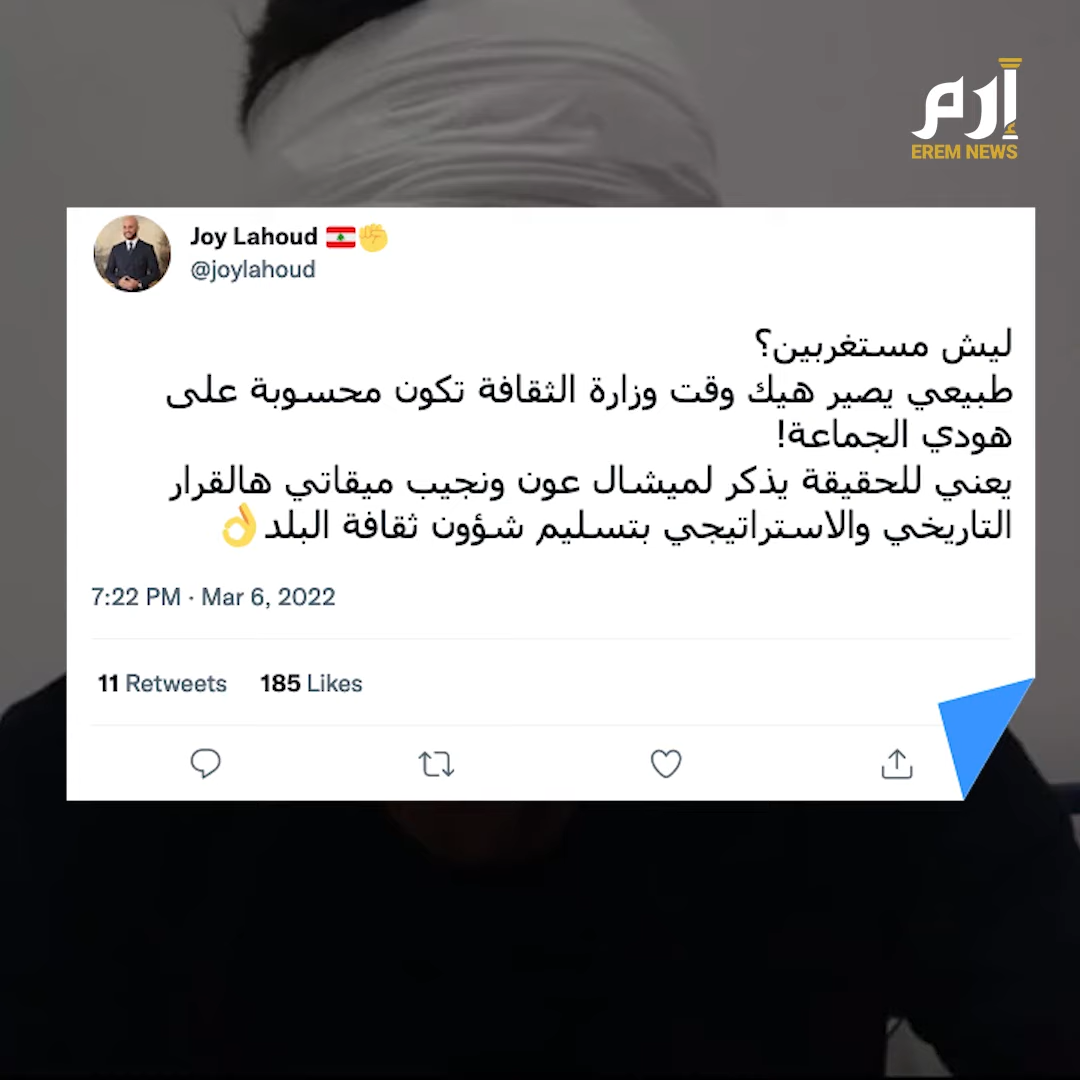 إرم
EREM NEWS
Joy Lahoud 🇱🇧✊
@joylahoud
ليش مستغربين؟
طبيعي يصير هيك وقت وزارة الثقافة تكون محسوبة على
هودي الجماعة!
يعني للحقيقة يذكر لميشال عون ونجيب ميقاتي هالقرار
التاريخي والاستراتيجي بتسليم شؤون ثقافة البلد👌
7:22 PM · Mar 6, 2022
11 Retweets 185 Likes